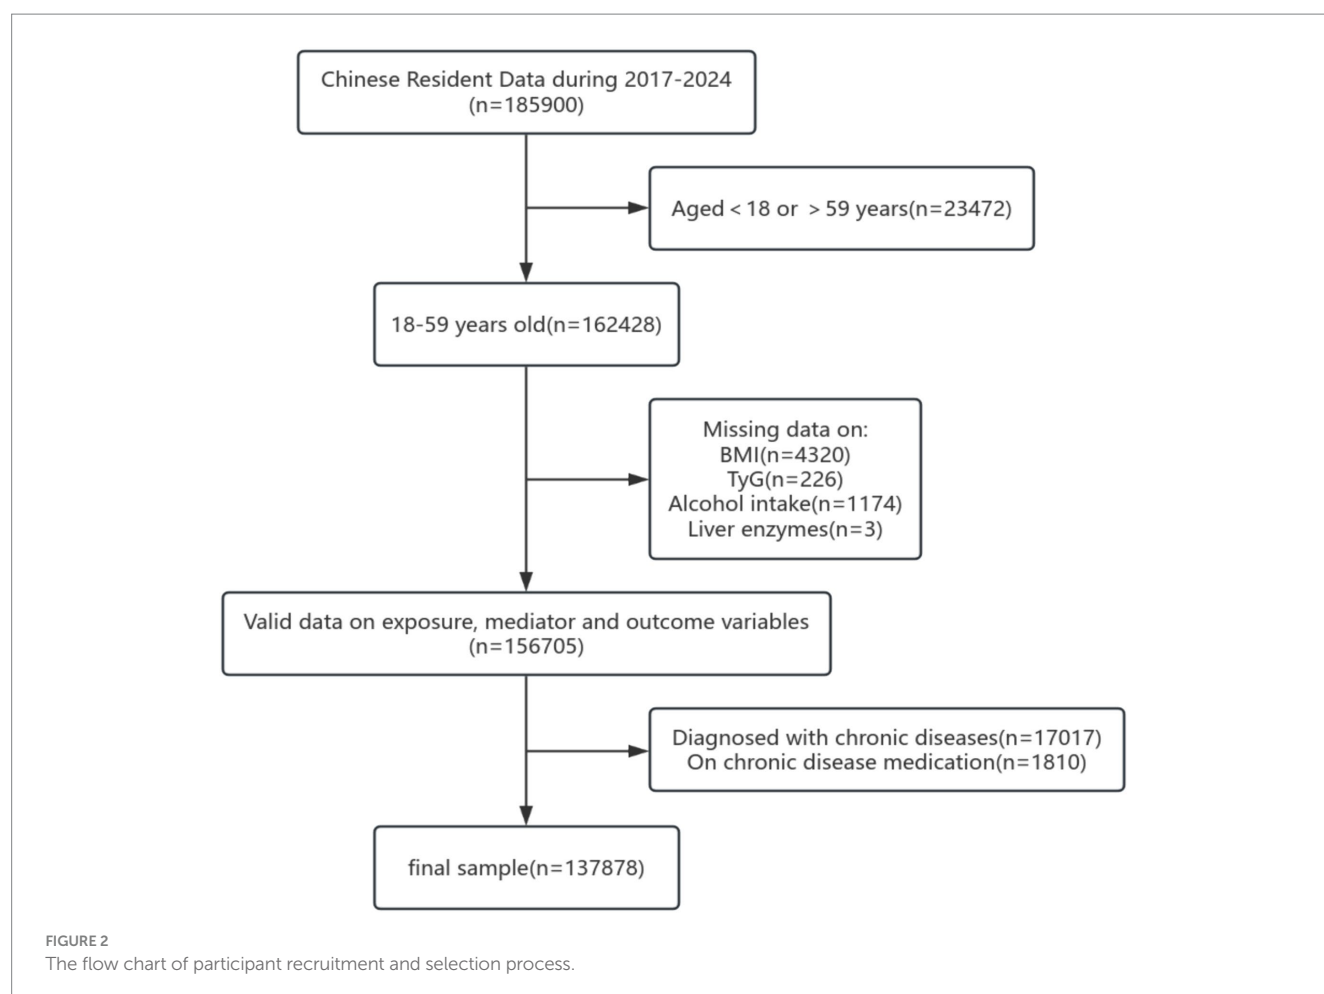 Chinese Resident Data during 2017-2024
(n=185900)
Aged < 18 or > 59 years(n=23472)
18-59 years old(n=162428)
Missing data on:
BMI(n=4320)
TyG(n=226)
Alcohol intake(n=1174)
Liver enzymes(n=3)
Valid data on exposure, mediator and outcome variables
(n=156705)
Diagnosed with chronic diseases(n=17017)
On chronic disease medication(n=1810)
final sample(n=137878)
FIGURE 2
The flow chart of participant recruitment and selection process.